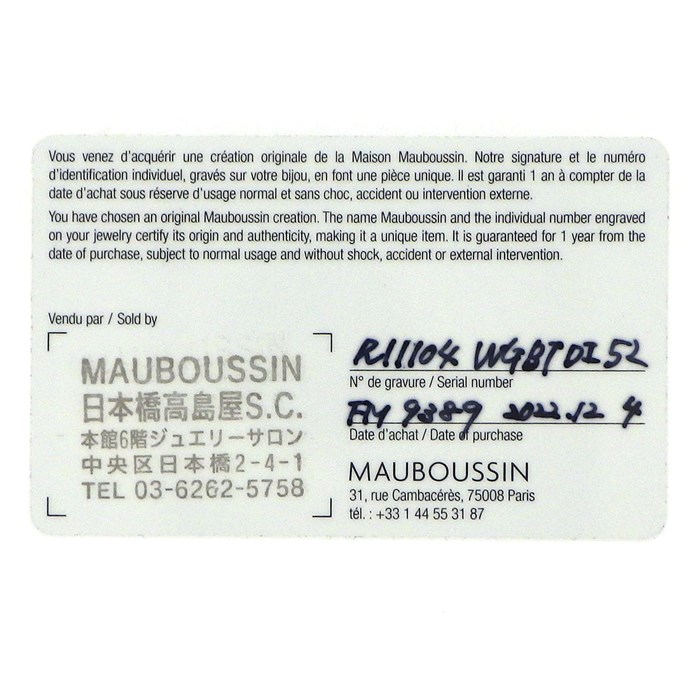 Vous venez d'acquérir une création originale de la Maison Mauboussin. Notre signature et le numéro
d'identification individuel, gravés sur votre bijou, en font une pièce unique. Il est garanti 1 an à compter de la
date d'achat sous réserve d'usage normal et sans choc, accident ou intervention externe.
You have chosen an original Mauboussin creation. The name Mauboussin and the individual number engraved
on your jewelry certify its origin and authenticity, making it a unique item. It is guaranteed for 1 year from the
date of purchase, subject to normal usage and without shock, accident or external intervention.
Vendu par / Sold by
MAUBOUSSIN
日本橋高島屋S.C.
本館6階ジュエリーサロン
中央区日本橋2-4-1
TEL 03-6262-5758
R11104 WGBTDI52
N° de gravure / Serial number
FM 9389 2022.12 4
Date d'achat / Date of purchase
MAUBOUSSIN
31, rue Cambacérès, 75008 Paris
tél. : +33 1 44 55 31 87